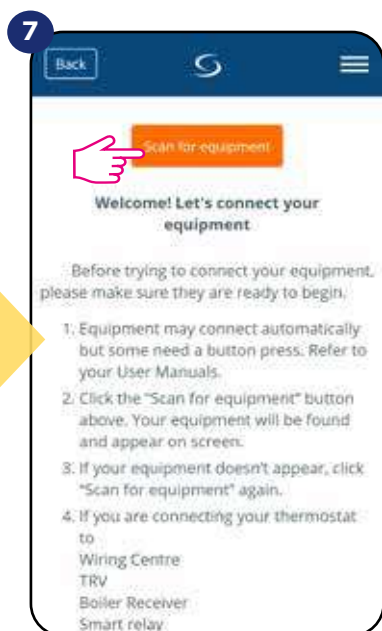 7
Back
Scan for equipment
Welcome! Let's connect your
equipment
Before trying to connect your equipment,
please make sure they are ready to begin.
1. Equipment may connect automatically
but some need a button press. Refer to
your User Manuals.
2. Click the "Scan for equipment" button
above. Your equipment will be found
and appear on screen.
3. If your equipment doesn't appear, click
"Scan for equipment" again.
4. If you are connecting your thermostat
to
Wiring Centre
TRV
Boiler Receiver
Smart relay